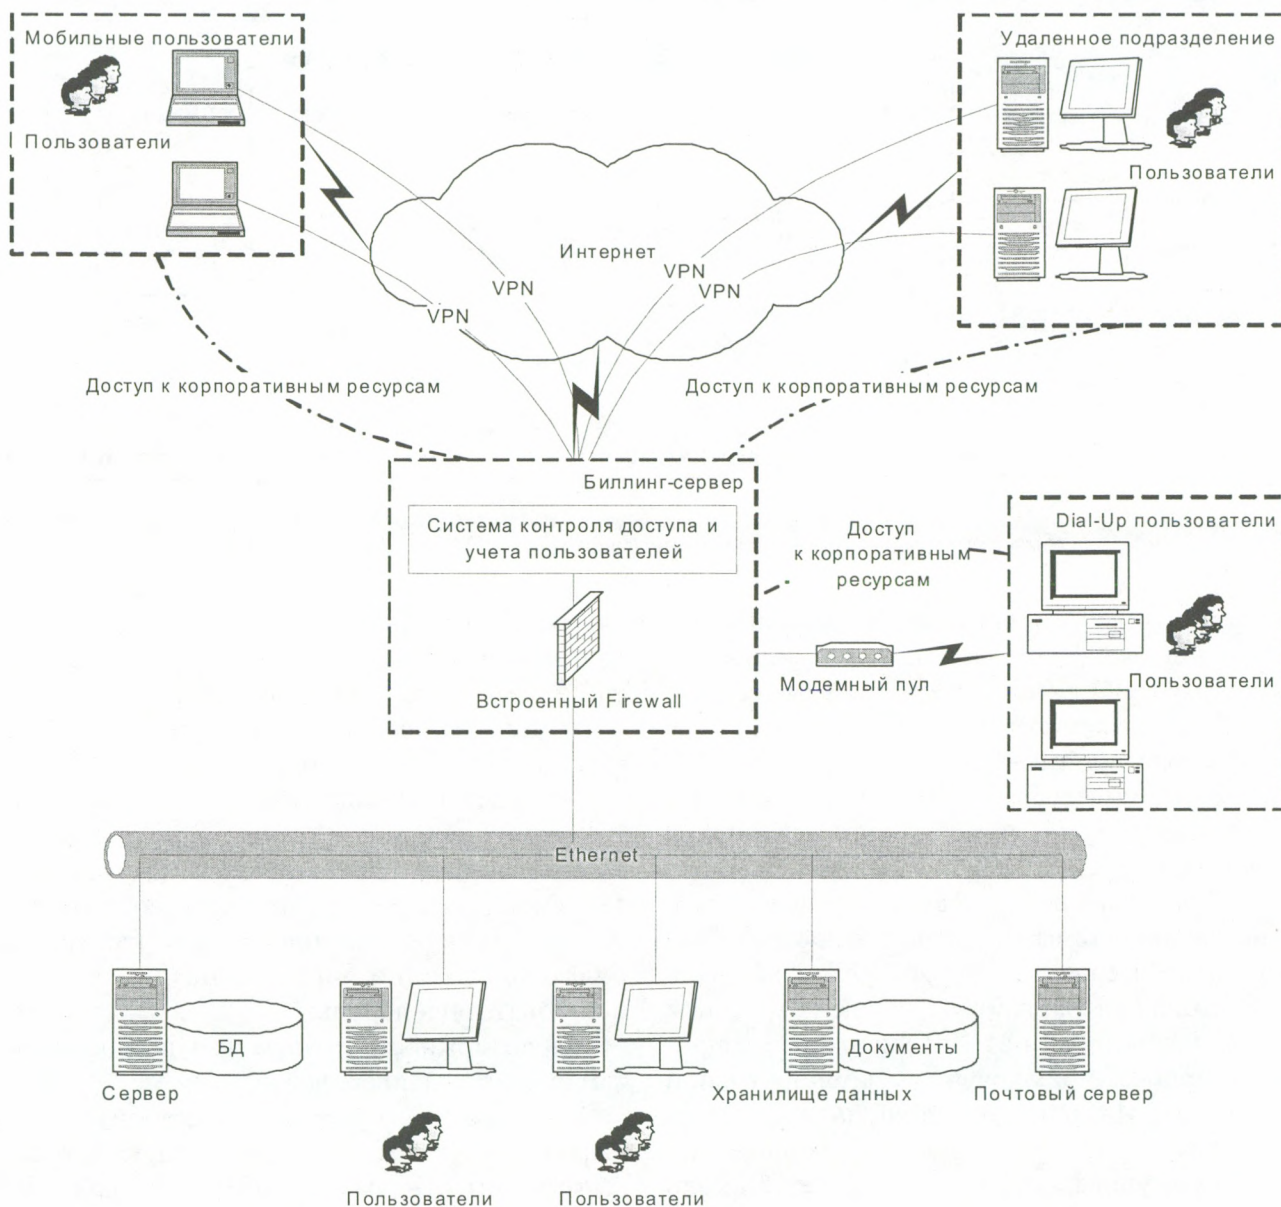 Мобильные пользователи
Пользователи
Удаленное подразделение
Пользователи
Интернет
VPN
VPN
VPN
VPN
Доступ к корпоративным ресурсам
Доступ к корпоративным ресурсам
Биллинг-сервер
Система контроля доступа и
учета пользователей
Встроенный Firewall
Доступ
к корпоративным
ресурсам
Модемный пул
Dial-Up пользователи
Пользователи
Ethernet
БД
Сервер
Документы
Хранилище данных
Почтовый сервер
Пользователи
Пользователи